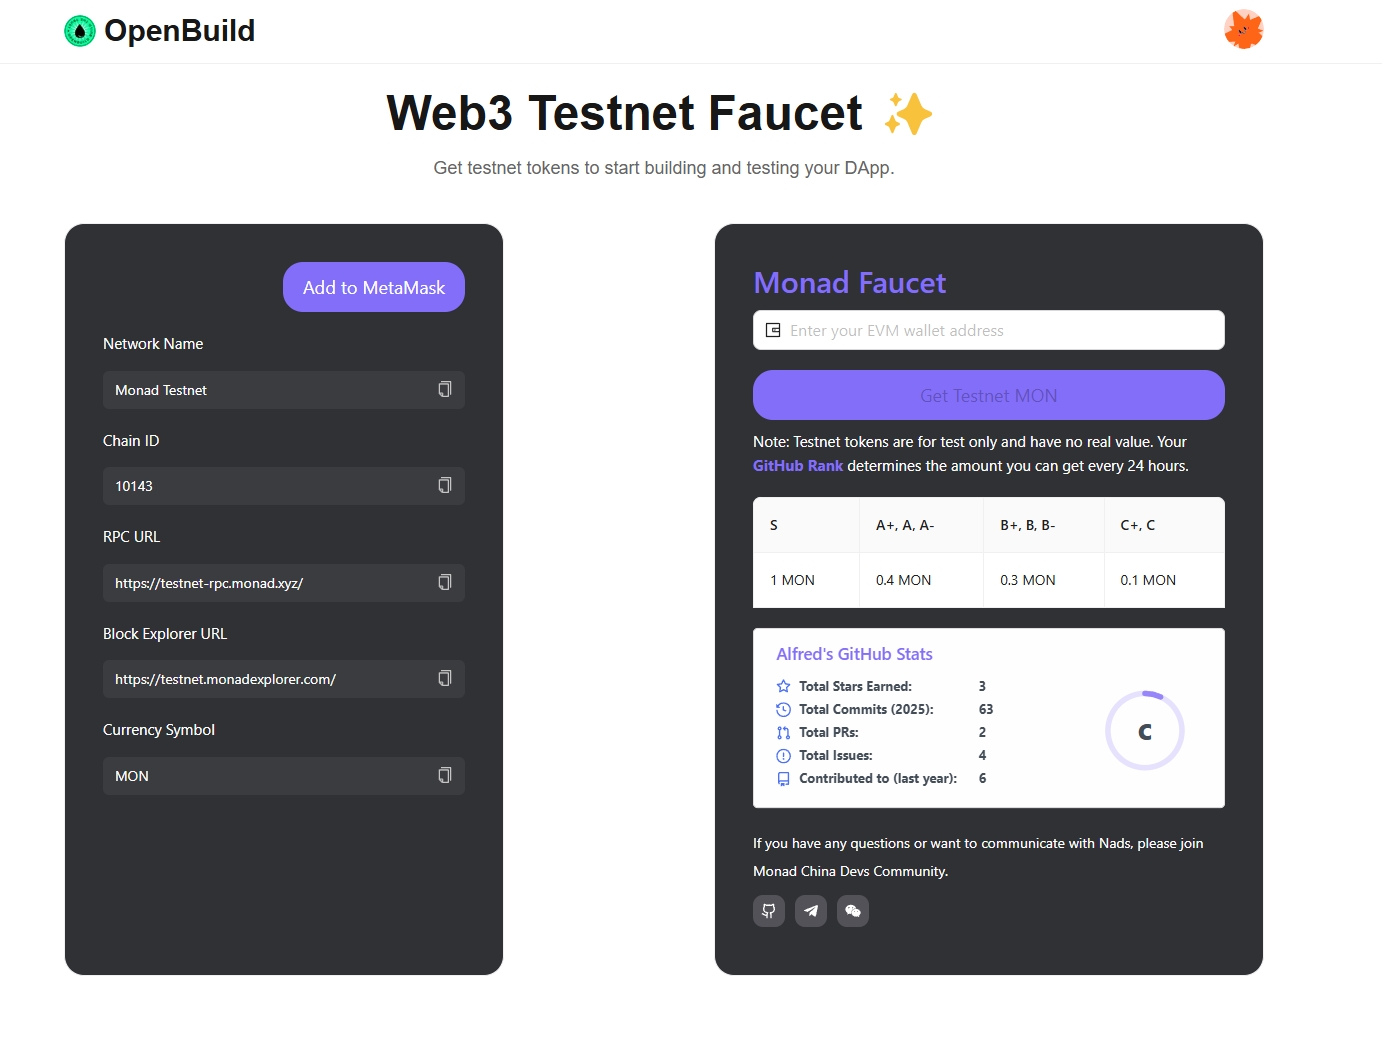 OpenBuild
Web3 Testnet Faucet ✨
Get testnet tokens to start building and testing your DApp.
Add to MetaMask
Network Name
Monad Testnet
Chain ID
10143
RPC URL
https://testnet-rpc.monad.xyz/
Block Explorer URL
https://testnet.monadexplorer.com/
Currency Symbol
MON
Monad Faucet
Enter your EVM wallet address
Get Testnet MON
Note: Testnet tokens are for test only and have no real value. Your
GitHub Rank determines the amount you can get every 24 hours.
S A+, A, A- B+, B, B- C+, C
1 MON 0.4 MON 0.3 MON 0.1 MON
Alfred's GitHub Stats
Total Stars Earned: 3
Total Commits (2025): 63
Total PRs: 2
Total Issues: 4
Contributed to (last year): 6
C
If you have any questions or want to communicate with Nads, please join
Monad China Devs Community.